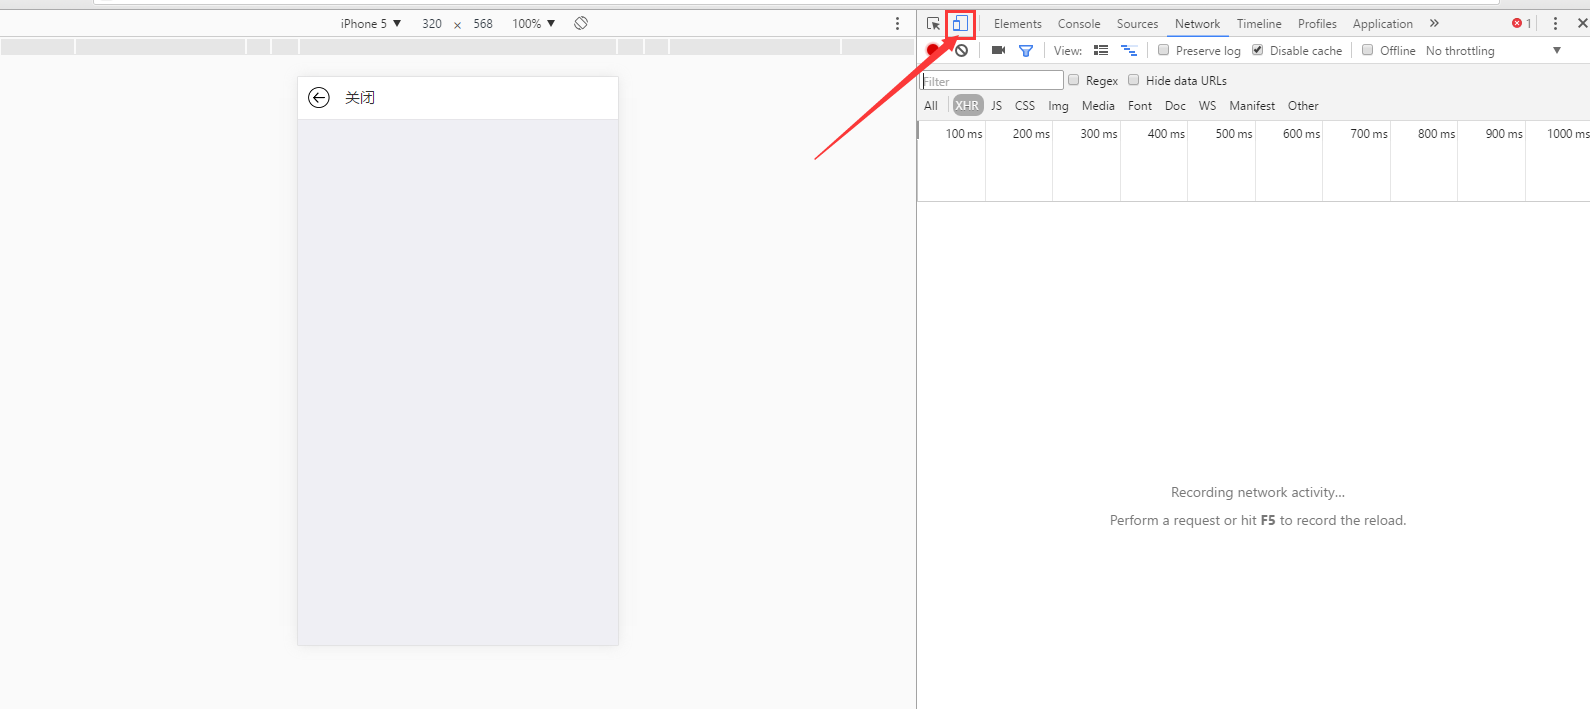 iPhone 5 ▼ 320 × 568 100% ▼
关闭
Elements Console Sources Network Timeline Profiles Application » 1
View: Preserve log Disable cache Offline No throttling ▼
Filter Regex Hide data URLs
All XHR JS CSS Img Media Font Doc WS Manifest Other
100 ms 200 ms 300 ms 400 ms 500 ms 600 ms 700 ms 800 ms 900 ms 1000 ms
Recording network activity...
Perform a request or hit F5 to record the reload.